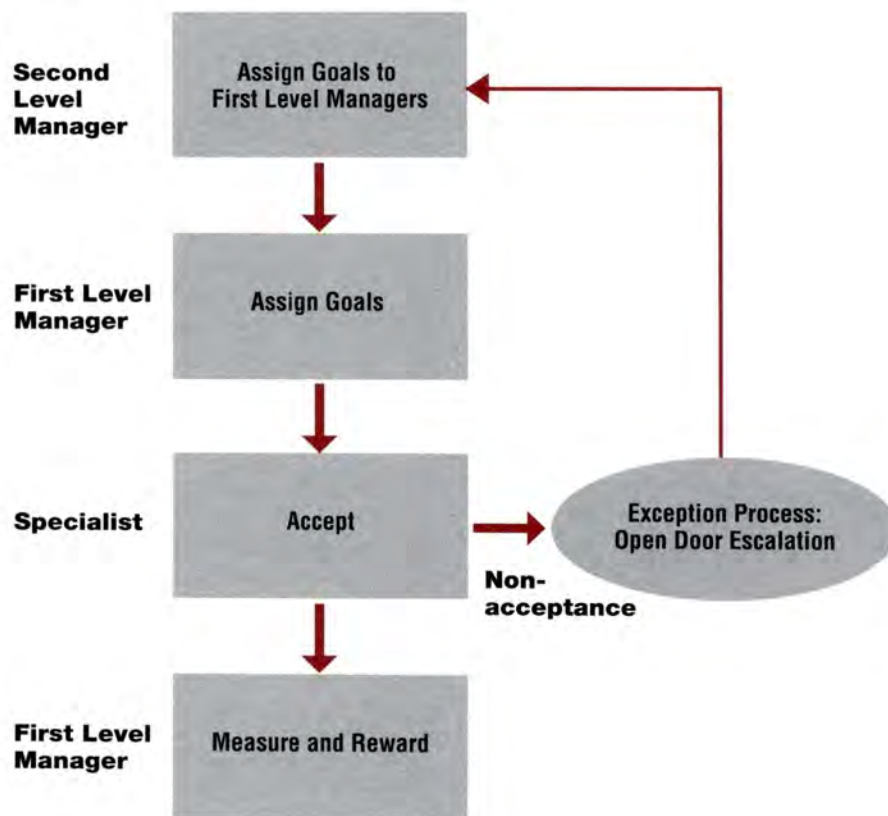 Second
Level
Manager
Assign Goals to
First Level Managers
First Level
Manager
Assign Goals
Specialist
Accept
Non-
acceptance
Exception Process:
Open Door Escalation
First Level
Manager
Measure and Reward